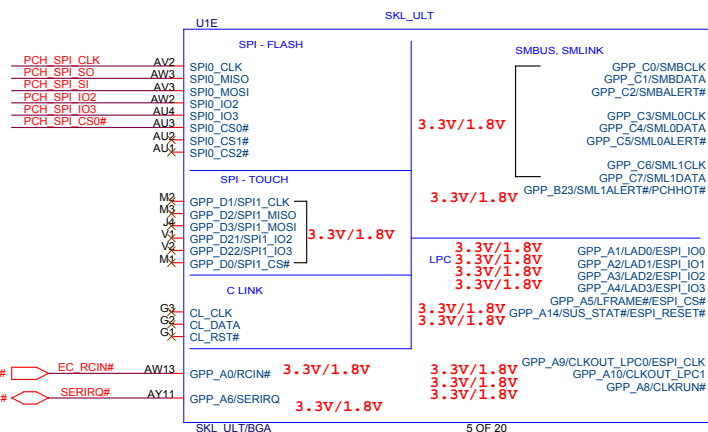 U1E
SKL_ULT
SPI - FLASH
SMBUS, SMLINK
PCH_SPI_CLK AV2 SPI0_CLK
PCH_SPI_SO AW3 SPI0_MISO
PCH_SPI_SI AV3 SPI0_MOSI
PCH_SPI_IO2 AW2 SPI0_IO2
PCH_SPI_IO3 AU4 SPI0_IO3
PCH_SPI_CS0# AU3 SPI0_CS0#
AU2 SPI0_CS1#
AU1 SPI0_CS2#
GPP_C0/SMBCLK
GPP_C1/SMBDATA
GPP_C2/SMBALERT#
3.3V/1.8V
GPP_C3/SML0CLK
GPP_C4/SML0DATA
GPP_C5/SML0ALERT#
GPP_C6/SML1CLK
GPP_C7/SML1DATA
3.3V/1.8V GPP_B23/SML1ALERT#/PCHHOT#
SPI - TOUCH
M2 GPP_D1/SPI1_CLK
M3 GPP_D2/SPI1_MISO
J4 GPP_D3/SPI1_MOSI
V1 GPP_D21/SPI1_IO2
V2 GPP_D22/SPI1_IO3
M1 GPP_D0/SPI1_CS#
3.3V/1.8V
LPC
3.3V/1.8V GPP_A1/LAD0/ESPI_IO0
3.3V/1.8V GPP_A2/LAD1/ESPI_IO1
3.3V/1.8V GPP_A3/LAD2/ESPI_IO2
3.3V/1.8V GPP_A4/LAD3/ESPI_IO3
3.3V/1.8V GPP_A5/LFRAME#/ESPI_CS#
3.3V/1.8V GPP_A14/SUS_STAT#/ESPI_RESET#
C LINK
G3 CL_CLK
G2 CL_DATA
G1 CL_RST#
# EC_RCIN# AW13 GPP_A0/RCIN# 3.3V/1.8V
# SERIRQ# AY11 GPP_A6/SERIRQ
3.3V/1.8V
3.3V/1.8V GPP_A9/CLKOUT_LPC0/ESPI_CLK
3.3V/1.8V GPP_A10/CLKOUT_LPC1
3.3V/1.8V GPP_A8/CLKRUN#
SKL_ULT/BGA
5 OF 20